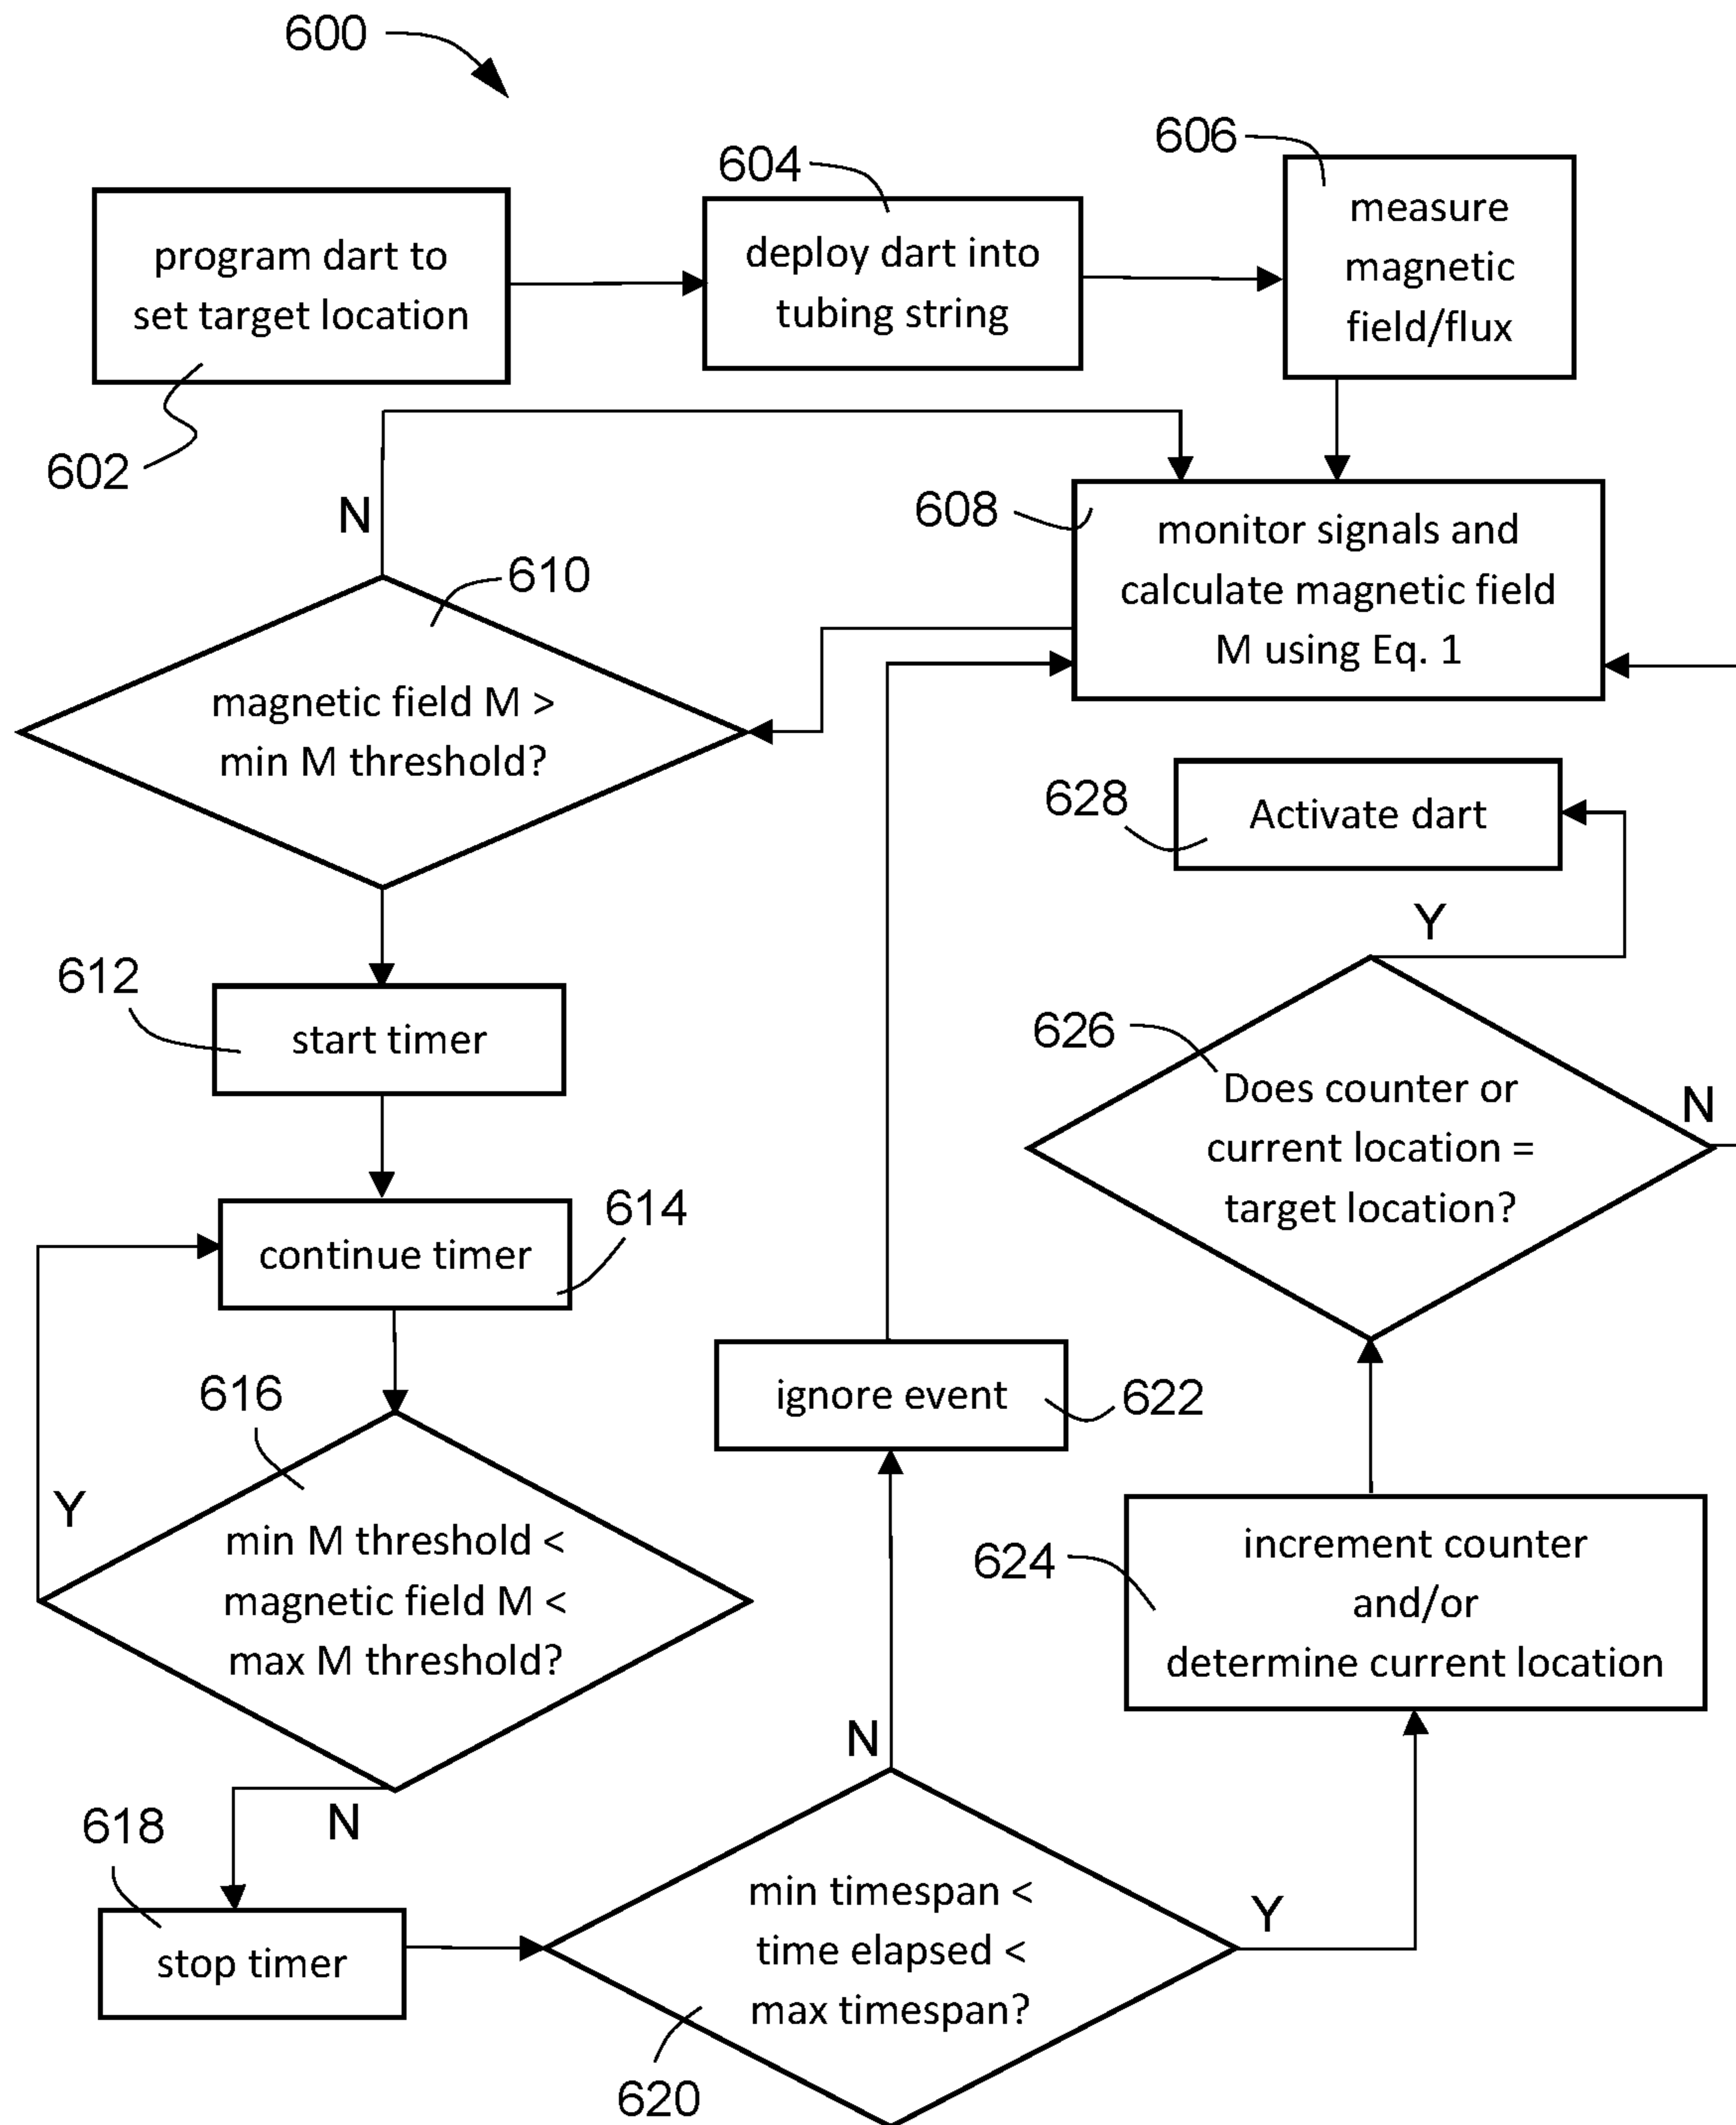 600
602
program dart to
set target location
604
deploy dart into
tubing string
606
measure
magnetic
field/flux
608
monitor signals and
calculate magnetic field
M using Eq. 1
N
610
magnetic field M >
min M threshold?
612
start timer
614
continue timer
616
Y
min M threshold <
magnetic field M <
max M threshold?
N
618
stop timer
620
min timespan <
time elapsed <
max timespan?
N
622
ignore event
Y
624
increment counter
and/or
determine current location
626
Does counter or
current location =
target location?
N
Y
628
Activate dart